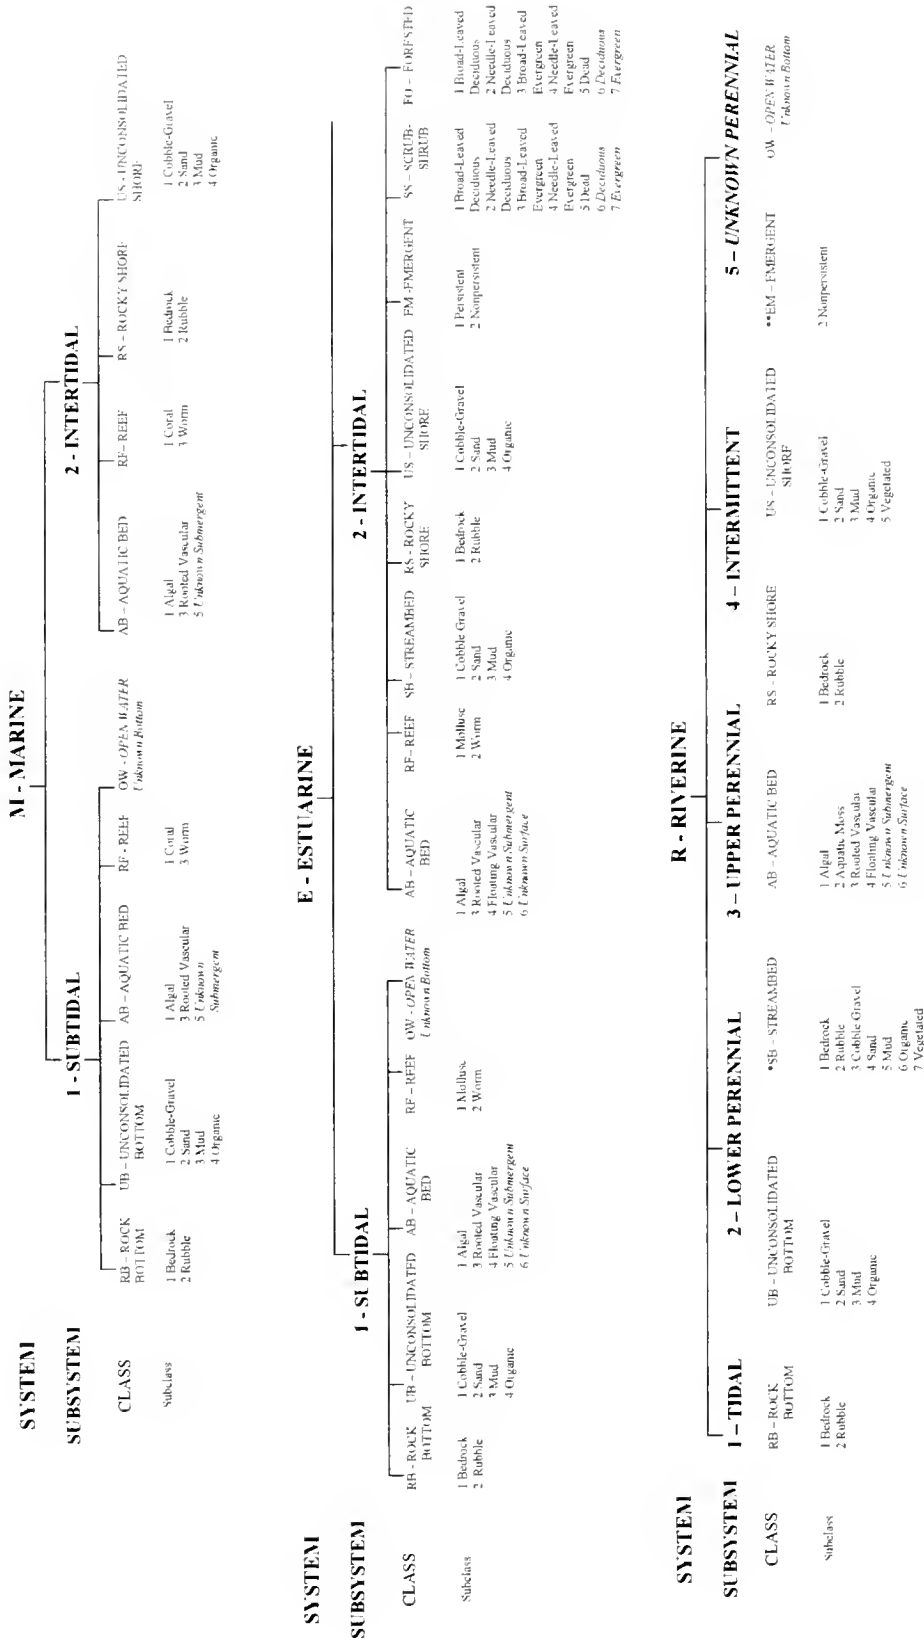 M - MARINE
SYSTEM
SUBSYSTEM
1 - SUBTIDAL
2 - INTERTIDAL
CLASS
RB – ROCK
BOTTOM
UB – UNCONSOLIDATED
BOTTOM
AB – AQUATIC BED
RF - REEF
OW - OPEN WATER
Unknown Bottom
AB – AQUATIC BED
RF – REEF
RS – ROCKY SHORE
US - UNCONSOLIDATED
SHORE
Subclass
1 Bedrock
2 Rubble
1 Cobble-Gravel
2 Sand
3 Mud
4 Organic
1 Algal
3 Rooted Vascular
5 Unknown
Submergent
1 Coral
3 Worm
1 Algal
3 Rooted Vascular
5 Unknown Submergent
1 Coral
3 Worm
1 Bedrock
2 Rubble
1 Cobble-Gravel
2 Sand
3 Mud
4 Organic
E - ESTUARINE
SYSTEM
SUBSYSTEM
1 - SUBTIDAL
2 - INTERTIDAL
CLASS
RB - ROCK
BOTTOM
UB – UNCONSOLIDATED
BOTTOM
AB – AQUATIC
BED
RF – REEF
OW - OPEN WATER
Unknown Bottom
AB – AQUATIC
BED
RF– REEF
SB – STREAMBED
RS - ROCKY
SHORE
US - UNCONSOLIDATED
SHORE
EM -EMERGENT
SS – SCRUB-
SHRUB
FO – FORESTED
Subclass
1 Bedrock
2 Rubble
1 Cobble-Gravel
2 Sand
3 Mud
4 Organic
1 Algal
3 Rooted Vascular
4 Floating Vascular
5 Unknown Submergent
6 Unknown Surface
1 Mollusc
2 Worm
1 Algal
3 Rooted Vascular
4 Floating Vascular
5 Unknown Submergent
6 Unknown Surface
1 Mollusc
2 Worm
1 Cobble Gravel
2 Sand
3 Mud
4 Organic
1 Bedrock
2 Rubble
1 Cobble-Gravel
2 Sand
3 Mud
4 Organic
1 Persistent
2 Nonpersistent
1 Broad-Leaved
Deciduous
2 Needle-Leaved
Deciduous
3 Broad-Leaved
Evergreen
4 Needle-Leaved
Evergreen
5 Dead
6 Deciduous
7 Evergreen
1 Broad-Leaved
Deciduous
2 Needle-Leaved
Deciduous
3 Broad-Leaved
Evergreen
4 Needle-Leaved
Evergreen
5 Dead
6 Deciduous
7 Evergreen
R - RIVERINE
SYSTEM
SUBSYSTEM
1 – TIDAL
2 – LOWER PERENNIAL
3 – UPPER PERENNIAL
4 – INTERMITTENT
5 – UNKNOWN PERENNIAL
CLASS
RB – ROCK
BOTTOM
UB – UNCONSOLIDATED
BOTTOM
*SB – STREAMBED
AB – AQUATIC BED
RS – ROCKY SHORE
US – UNCONSOLIDATED
SHORE
**EM – EMERGENT
OW – OPEN WATER
Unknown Bottom
Subclass
1 Bedrock
2 Rubble
1 Cobble-Gravel
2 Sand
3 Mud
4 Organic
1 Bedrock
2 Rubble
3 Cobble Gravel
4 Sand
5 Mud
6 Organic
7 Vegetated
1 Algal
2 Aquatic Moss
3 Rooted Vascular
4 Floating Vascular
5 Unknown Submergent
6 Unknown Surface
1 Bedrock
2 Rubble
1 Cobble-Gravel
2 Sand
3 Mud
4 Organic
5 Vegetated
2 Nonpersistent